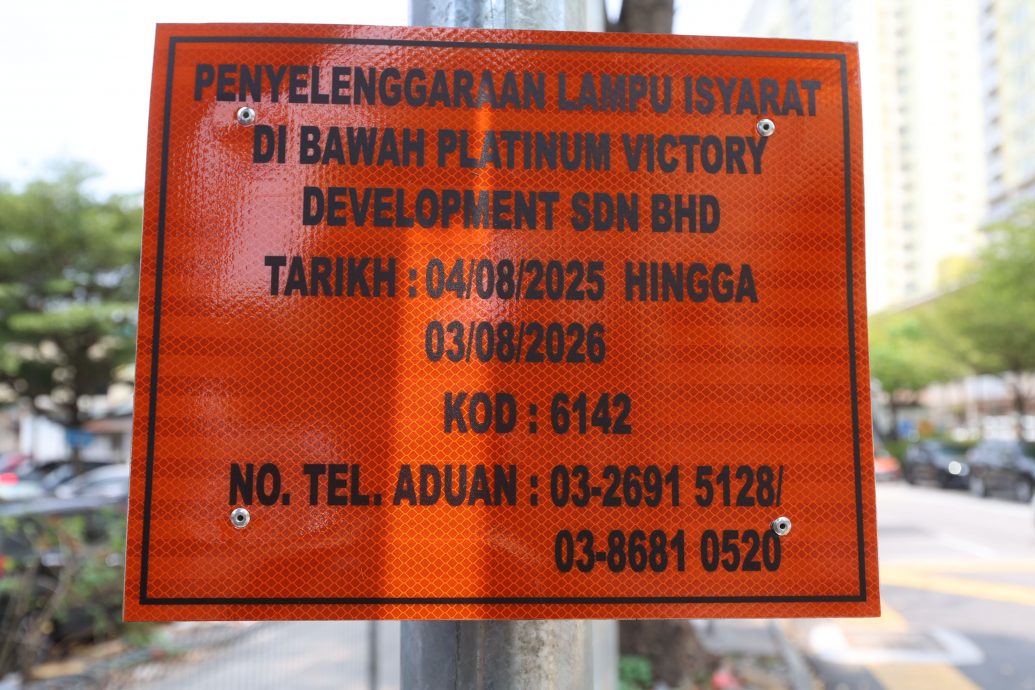 PENYELENGGARAAN LAMPU ISYARAT
DI BAWAH PLATINUM VICTORY
DEVELOPMENT SDN BHD
TARIKH : 04/08/2025 HINGGA
03/08/2026
KOD : 6142
NO. TEL. ADUAN : 03-2691 5128/
03-8681 0520